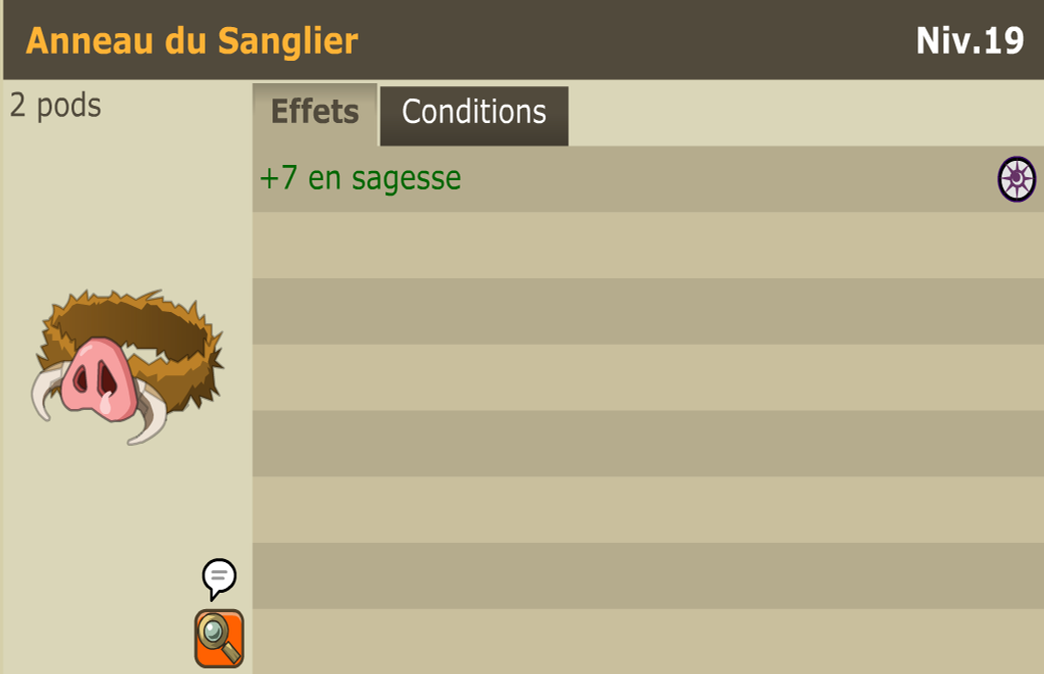 Anneau du Sanglier
Niv.19
2 pods
Effets
Conditions
+7 en sagesse